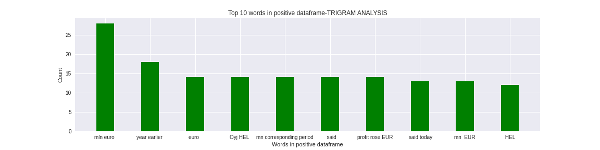 Top 10 words in positive dataframe-TRIGRAM ANALYSIS
Count
25
20
15
10
5
0
mln euro
year earlier
euro
Oyj HEL
mn corresponding period
said
profit rose EUR
said today
mn EUR
HEL
Words in positive dataframe